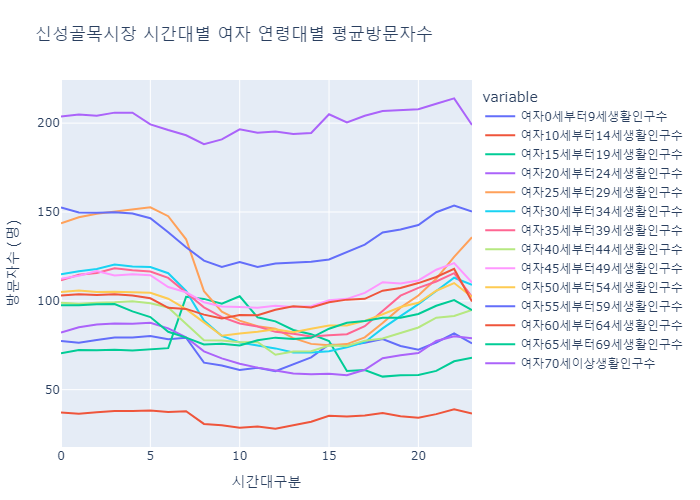 신성골목시장 시간대별 여자 연령대별 평균방문자수
variable
여자0세부터9세생활인구수
여자10세부터14세생활인구수
여자15세부터19세생활인구수
여자20세부터24세생활인구수
여자25세부터29세생활인구수
여자30세부터34세생활인구수
여자35세부터39세생활인구수
여자40세부터44세생활인구수
여자45세부터49세생활인구수
여자50세부터54세생활인구수
여자55세부터59세생활인구수
여자60세부터64세생활인구수
여자65세부터69세생활인구수
여자70세이상생활인구수
방문자수 (명)
200
150
100
50
0
5
10
15
20
시간대구분